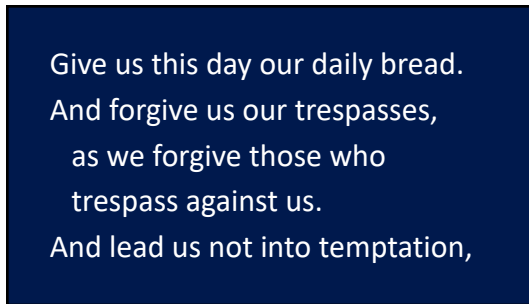 Give us this day our daily bread.
And forgive us our trespasses,
as we forgive those who
trespass against us.
And lead us not into temptation,